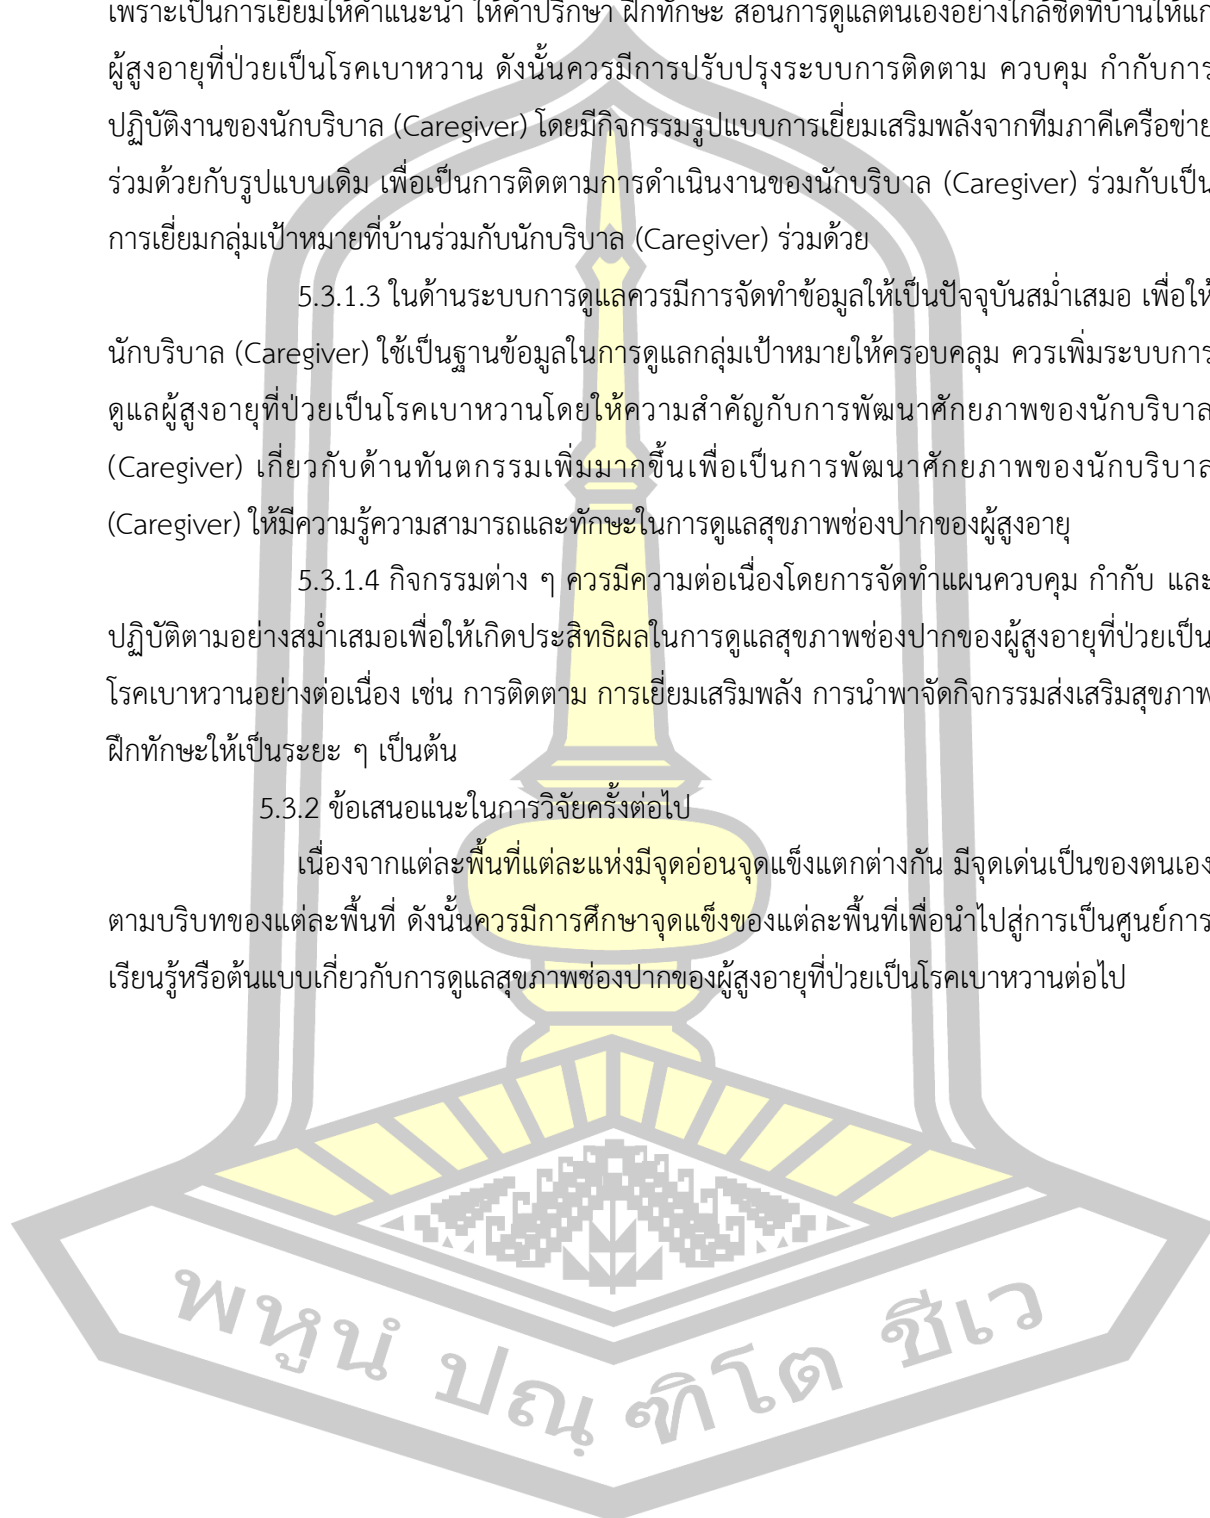 เพราะเป็นการเยี่ยมให้คำแนะนำ ให้คำปรึกษา ฝึกทักษะ สอนการดูแลตนเองอย่างใกล้ชิดที่บ้านให้แก่
ผู้สูงอายุที่ป่วยเป็นโรคเบาหวาน ดังนั้นควรมีการปรับปรุงระบบการติดตาม ควบคุม กำกับการ
ปฏิบัติงานของนักบริบาล (Caregiver) โดยมีกิจกรรมรูปแบบการเยี่ยมเสริมพลังจากทีมภาคีเครือข่าย
ร่วมด้วยกับรูปแบบเดิม เพื่อเป็นการติดตามการดำเนินงานของนักบริบาล (Caregiver) ร่วมกับเป็น
การเยี่ยมกลุ่มเป้าหมายที่บ้านร่วมกับนักบริบาล (Caregiver) ร่วมด้วย
5.3.1.3 ในด้านระบบการดูแลควรมีการจัดทำข้อมูลให้เป็นปัจจุบันสม่ำเสมอ เพื่อให้
นักบริบาล (Caregiver) ใช้เป็นฐานข้อมูลในการดูแลกลุ่มเป้าหมายให้ครอบคลุม ควรเพิ่มระบบการ
ดูแลผู้สูงอายุที่ป่วยเป็นโรคเบาหวานโดยให้ความสำคัญกับการพัฒนาศักยภาพของนักบริบาล
(Caregiver) เกี่ยวกับด้านทันตกรรมเพิ่มมากขึ้นเพื่อเป็นการพัฒนาศักยภาพของนักบริบาล
(Caregiver) ให้มีความรู้ความสามารถและทักษะในการดูแลสุขภาพช่องปากของผู้สูงอายุ
5.3.1.4 กิจกรรมต่าง ๆ ควรมีความต่อเนื่องโดยการจัดทำแผนควบคุม กำกับ และ
ปฏิบัติตามอย่างสม่ำเสมอเพื่อให้เกิดประสิทธิผลในการดูแลสุขภาพช่องปากของผู้สูงอายุที่ป่วยเป็น
โรคเบาหวานอย่างต่อเนื่อง เช่น การติดตาม การเยี่ยมเสริมพลัง การนำพาจัดกิจกรรมส่งเสริมสุขภาพ
ฝึกทักษะให้เป็นระยะ ๆ เป็นต้น
5.3.2 ข้อเสนอแนะในการวิจัยครั้งต่อไป
เนื่องจากแต่ละพื้นที่แต่ละแห่งมีจุดอ่อนจุดแข็งแตกต่างกัน มีจุดเด่นเป็นของตนเอง
ตามบริบทของแต่ละพื้นที่ ดังนั้นควรมีการศึกษาจุดแข็งของแต่ละพื้นที่เพื่อนำไปสู่การเป็นศูนย์การ
เรียนรู้หรือต้นแบบเกี่ยวกับการดูแลสุขภาพช่องปากของผู้สูงอายุที่ป่วยเป็นโรคเบาหวานต่อไป
พหูนํ ปณฺฑิโต ชีเว